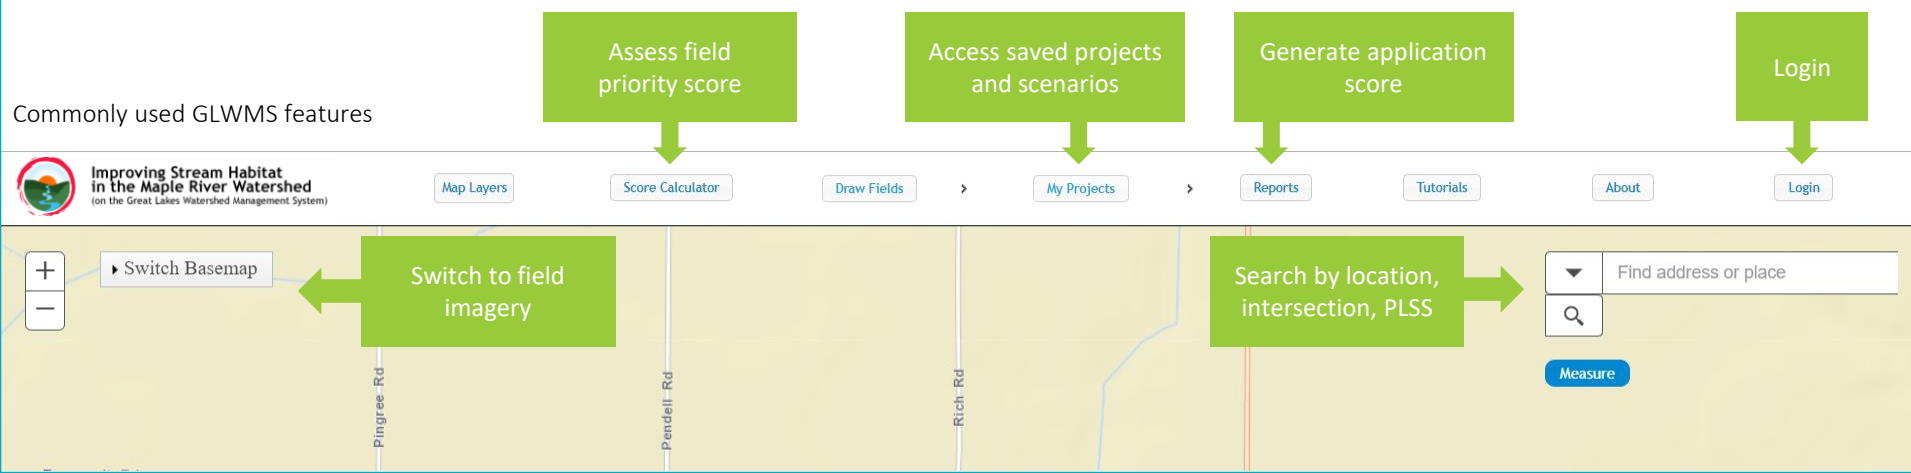 Assess field
priority score
Access saved projects
and scenarios
Generate application
score
Login
Commonly used GLWMS features
Improving Stream Habitat
in the Maple River Watershed
(on the Great Lakes Watershed Management System)
Map Layers
Score Calculator
Draw Fields
My Projects
Reports
Tutorials
About
Login
Switch Basemap
Switch to field
imagery
Search by location,
intersection, PLSS
Find address or place
Measure
Pingree Rd
Pendell Rd
Rich Rd